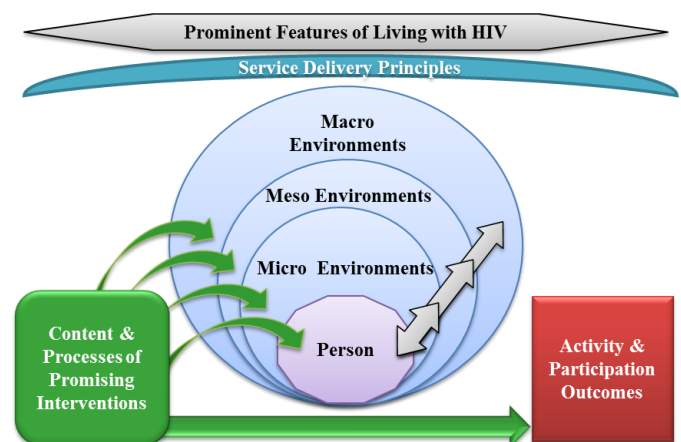 Prominent Features of Living with HIV
Service Delivery Principles
Macro
Environments
Meso Environments
Micro Environments
Person
Content &
Processes of
Promising
Interventions
Activity &
Participation
Outcomes